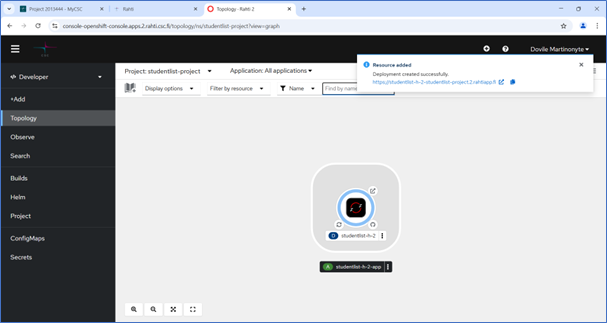 Project 2013444 - MyCSC
Rahti
Topology - Rahti 2
console-openshift-console.apps.2.rahti.csc.fi/topology/ns/studentlist-project?view=graph
Dovile Martinonyte
Resource added
Deployment created successfully.
https://studentlist-h-2-studentlist-project.2.rahtiapp.fi
Developer
Project: studentlist-project
Application: All applications
Display options
Filter by resource
Name
Find by name
+Add
Topology
Observe
Search
Builds
Helm
Project
ConfigMaps
Secrets
D studentlist-h-2
A studentlist-h-2-app